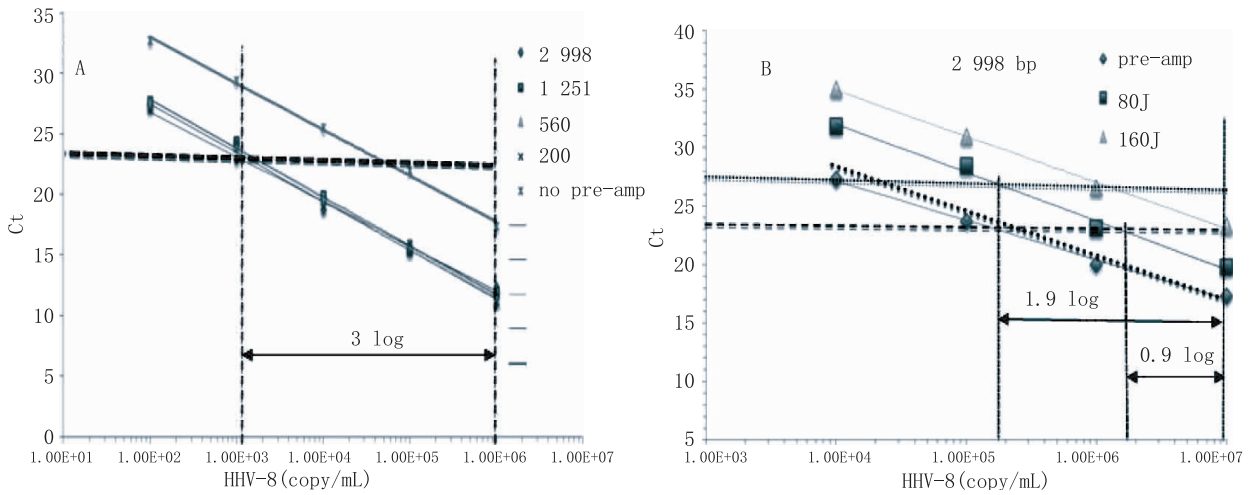 A
Ct
35
30
25
20
15
10
5
0
2 998
1 251
560
200
no pre-amp
3 log
1.00E+01 1.00E+02 1.00E+03 1.00E+04 1.00E+05 1.00E+06 1.00E+07
HHV-8(copy/mL)
B
2 998 bp
Ct
40
35
30
25
20
15
10
5
pre-amp
80J
160J
1.9 log
0.9 log
1.00E+03 1.00E+04 1.00E+05 1.00E+06 1.00E+07
HHV-8(copy/mL)